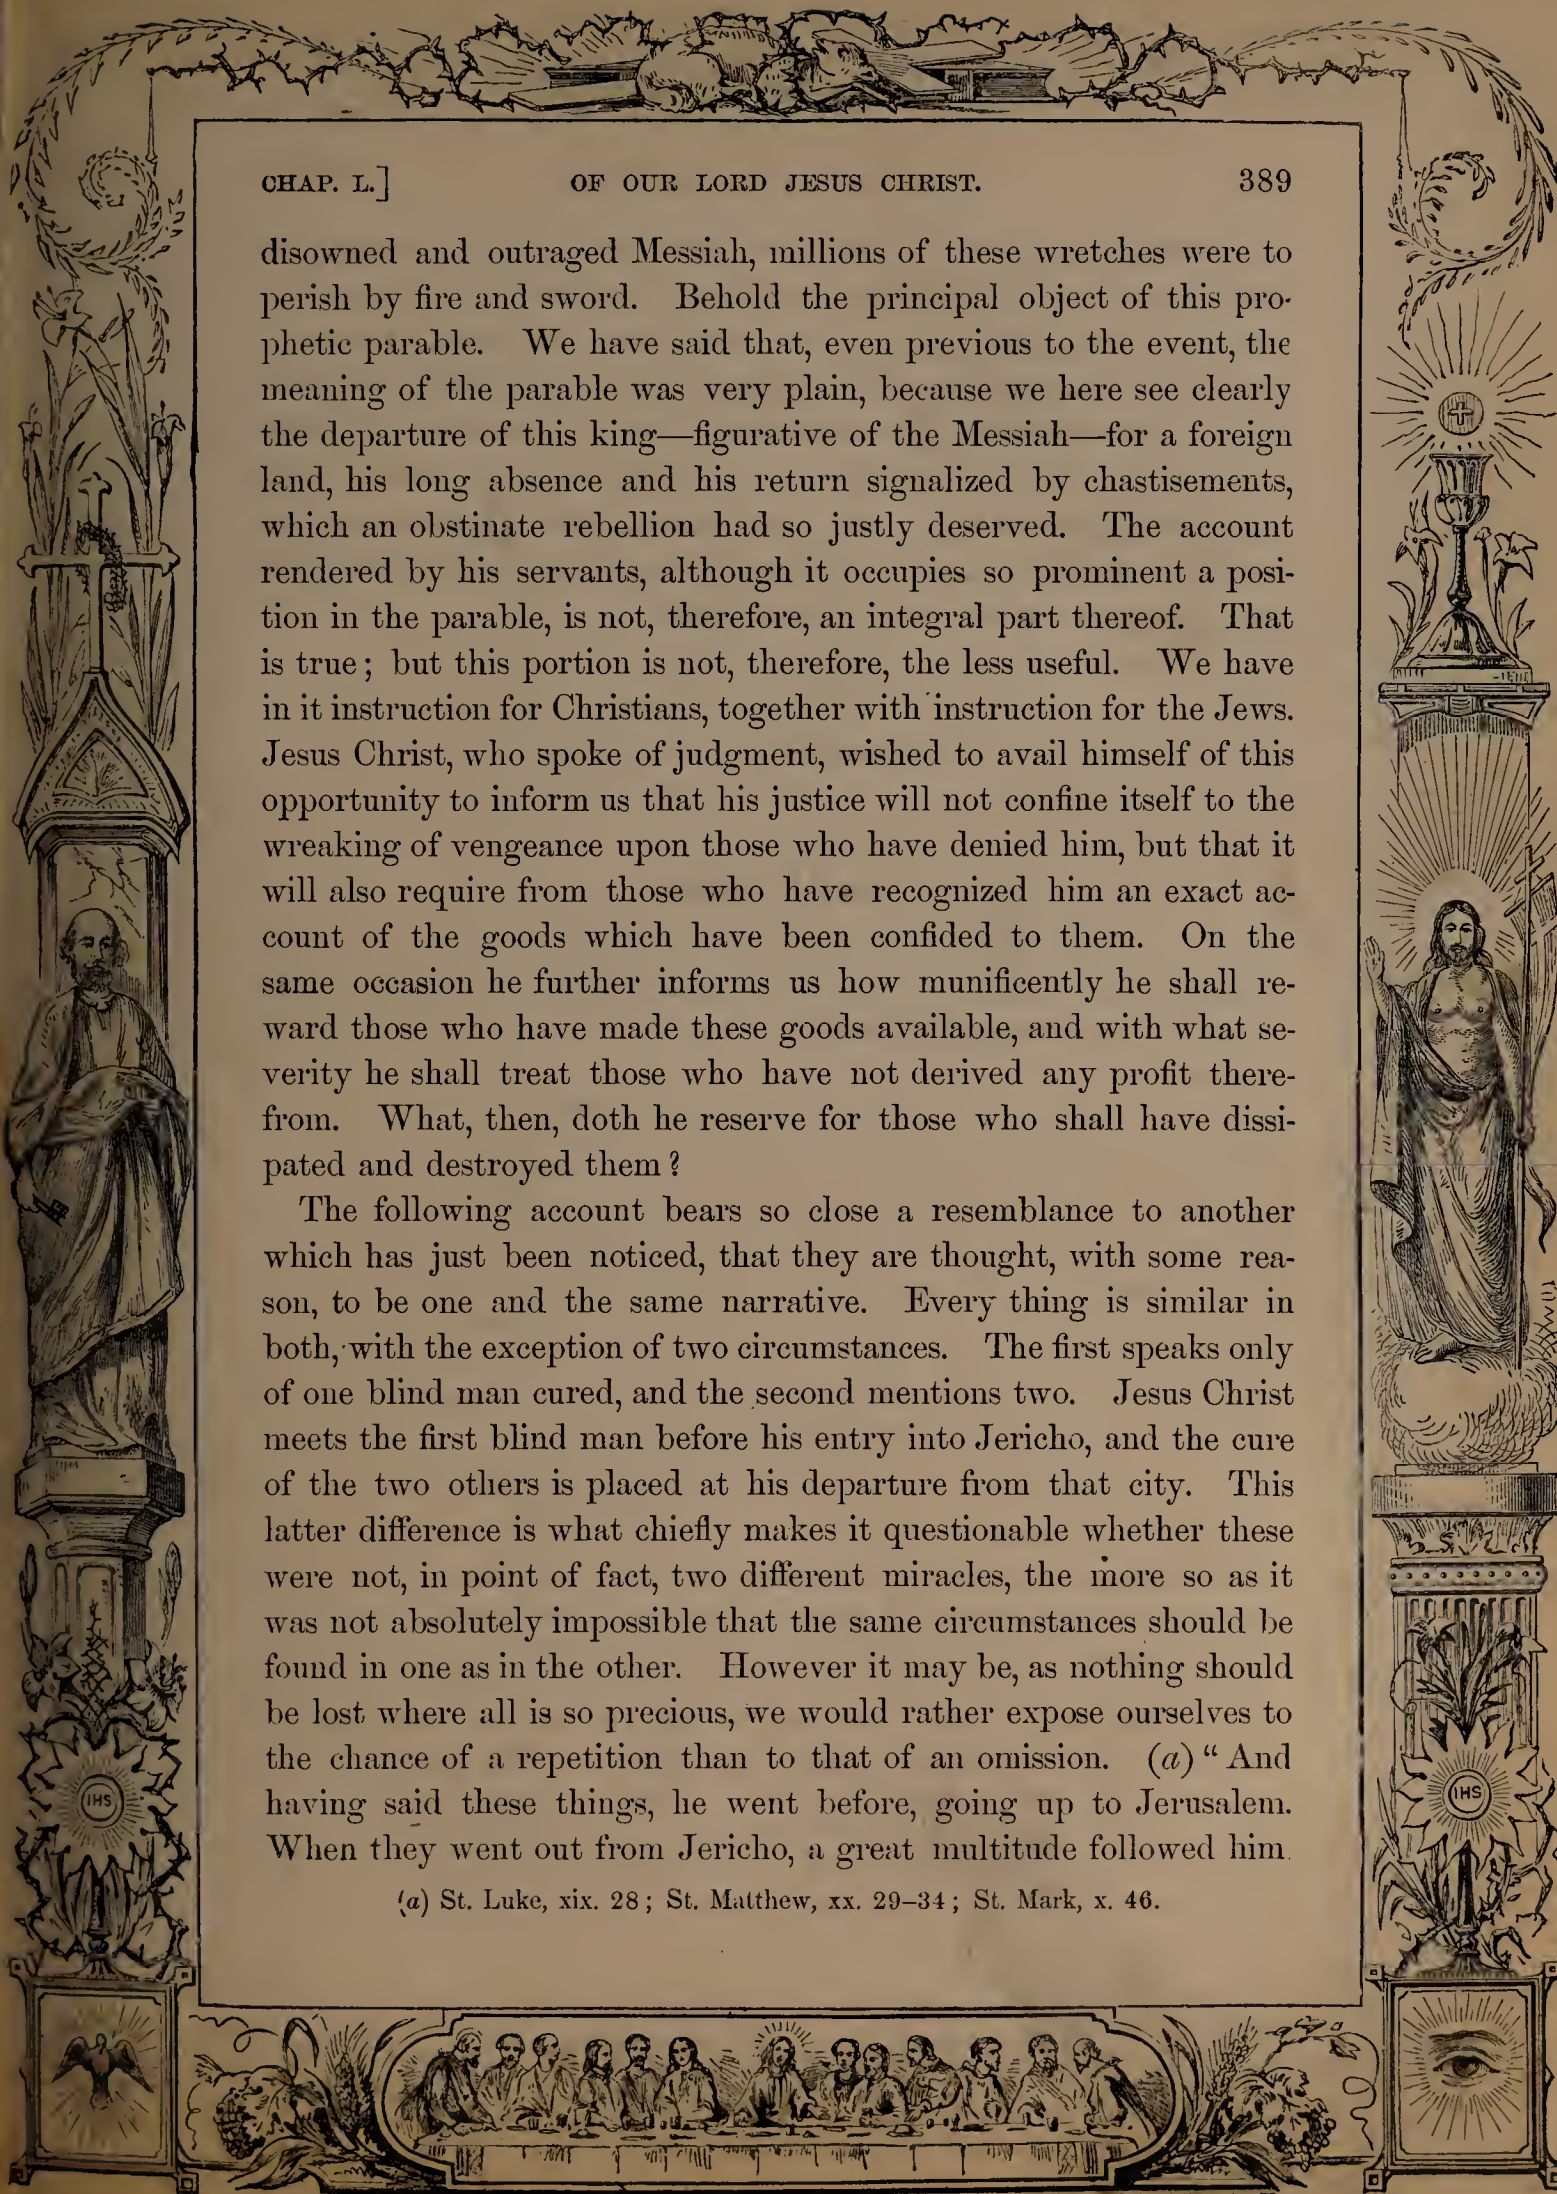 CHAP. L.] OF OUR LORD JESUS CHRIST. 389
disowned and outraged Messiah, millions of these wretches were to
perish by fire and sword. Behold the principal object of this pro-
phetic parable. We have said that, even previous to the event, the
meaning of the parable was very plain, because we here see clearly
the departure of this king—figurative of the Messiah—for a foreign
land, his long absence and his return signalized by chastisements,
which an obstinate rebellion had so justly deserved. The account
rendered by his servants, although it occupies so prominent a posi-
tion in the parable, is not, therefore, an integral part thereof. That
is true; but this portion is not, therefore, the less useful. We have
in it instruction for Christians, together with instruction for the Jews.
Jesus Christ, who spoke of judgment, wished to avail himself of this
opportunity to inform us that his justice will not confine itself to the
wreaking of vengeance upon those who have denied him, but that it
will also require from those who have recognized him an exact ac-
count of the goods which have been confided to them. On the
same occasion he further informs us how munificently he shall re-
ward those who have made these goods available, and with what se-
verity he shall treat those who have not derived any profit there-
from. What, then, doth he reserve for those who shall have dissi-
pated and destroyed them?
The following account bears so close a resemblance to another
which has just been noticed, that they are thought, with some rea-
son, to be one and the same narrative. Every thing is similar in
both, with the exception of two circumstances. The first speaks only
of one blind man cured, and the second mentions two. Jesus Christ
meets the first blind man before his entry into Jericho, and the cure
of the two others is placed at his departure from that city. This
latter difference is what chiefly makes it questionable whether these
were not, in point of fact, two different miracles, the more so as it
was not absolutely impossible that the same circumstances should be
found in one as in the other. However it may be, as nothing should
be lost where all is so precious, we would rather expose ourselves to
the chance of a repetition than to that of an omission. (a) "And
having said these things, he went before, going up to Jerusalem.
When they went out from Jericho, a great multitude followed him.
(a) St. Luke, xix. 28; St. Matthew, xx. 29–34; St. Mark, x. 46.
IHS
IHS